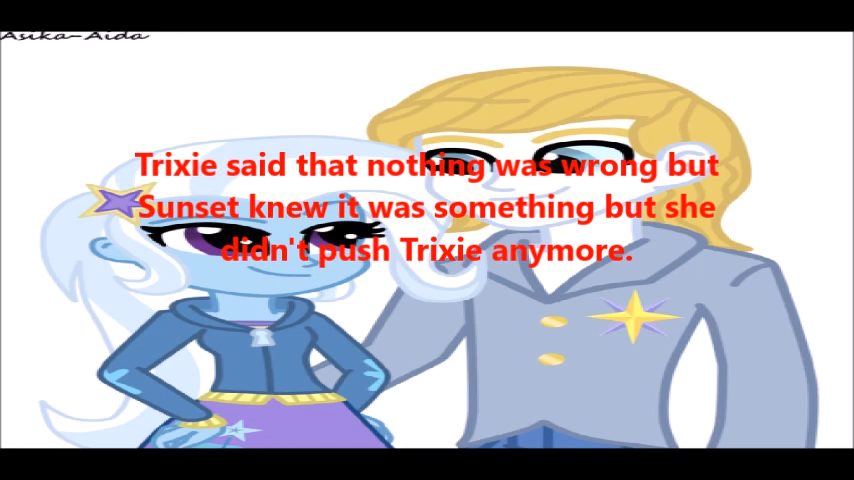 Asika-Aida
Trixie said that nothing was wrong but
Sunset knew it was something but she
didn't push Trixie anymore.